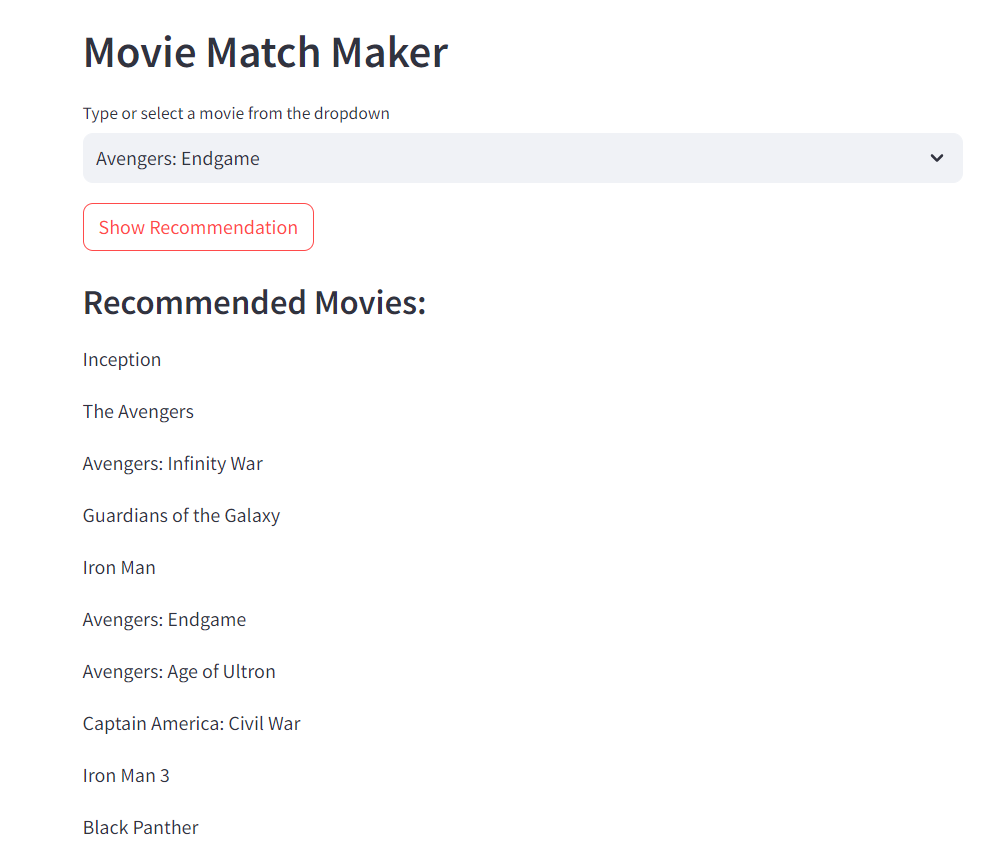 Movie Match Maker
Type or select a movie from the dropdown
Avengers: Endgame
Show Recommendation
Recommended Movies:
Inception
The Avengers
Avengers: Infinity War
Guardians of the Galaxy
Iron Man
Avengers: Endgame
Avengers: Age of Ultron
Captain America: Civil War
Iron Man 3
Black Panther